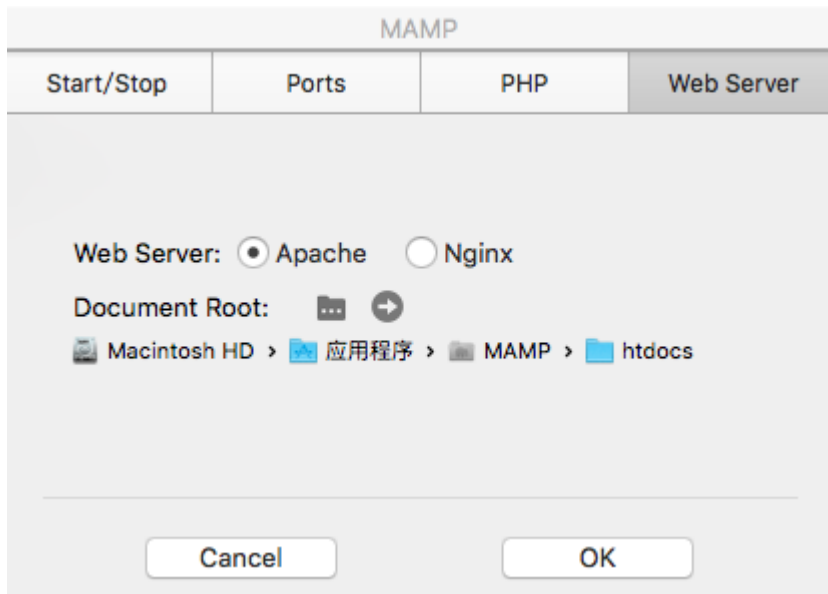 MAMP
Start/Stop Ports PHP Web Server
Web Server: Apache Nginx
Document Root:
Macintosh HD › 应用程序 › MAMP › htdocs
Cancel OK